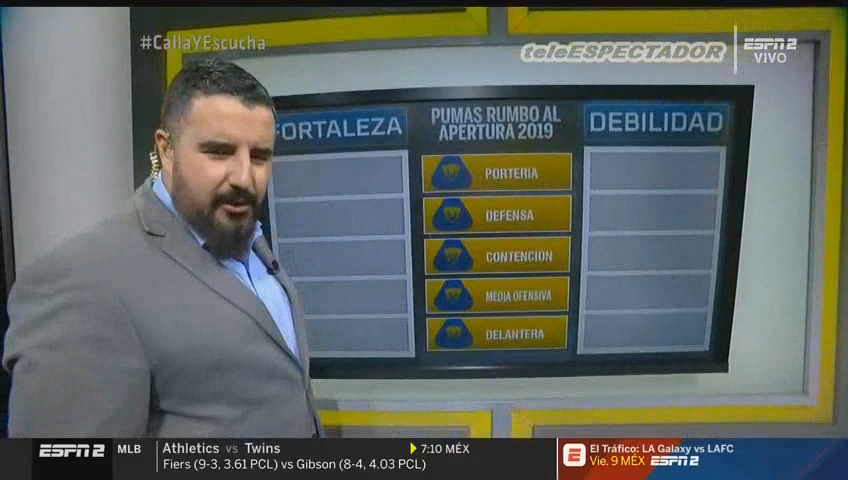 #CallaYEscucha
teleESPECTADOR
ESPN 2
VIVO
FORTALEZA
PUMAS RUMBO AL
APERTURA 2019
DEBILIDAD
PORTERIA
DEFENSA
CONTENCIÓN
MEDIA OFENSIVA
DELANTERA
ESPN 2
MLB
Athletics vs Twins
7:10 MÉX
Fiers (9-3, 3.61 PCL) vs Gibson (8-4, 4.03 PCL)
E
El Tráfico: LA Galaxy vs LAFC
Vie. 9 MÉX ESPN 2